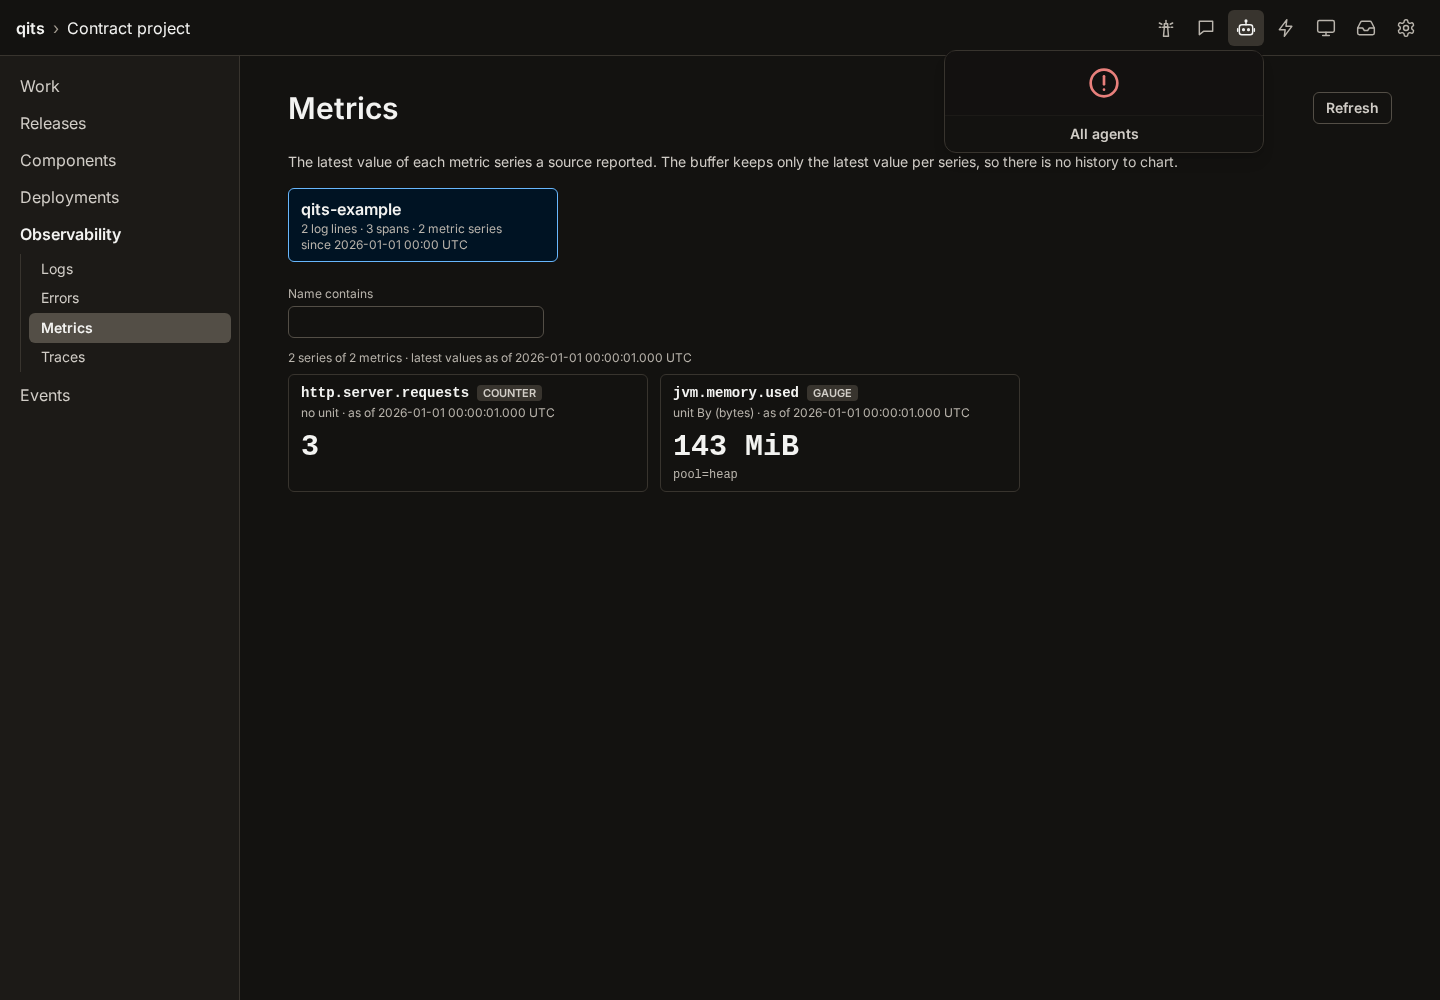 qits › Contract project
All agents
Work
Releases
Components
Deployments
Observability
Logs
Errors
Metrics
Traces
Events
Metrics
Refresh
The latest value of each metric series a source reported. The buffer keeps only the latest value per series, so there is no history to chart.
qits-example
2 log lines · 3 spans · 2 metric series
since 2026-01-01 00:00 UTC
Name contains
2 series of 2 metrics · latest values as of 2026-01-01 00:00:01.000 UTC
http.server.requests COUNTER
no unit · as of 2026-01-01 00:00:01.000 UTC
3
jvm.memory.used GAUGE
unit By (bytes) · as of 2026-01-01 00:00:01.000 UTC
143 MiB
pool=heap